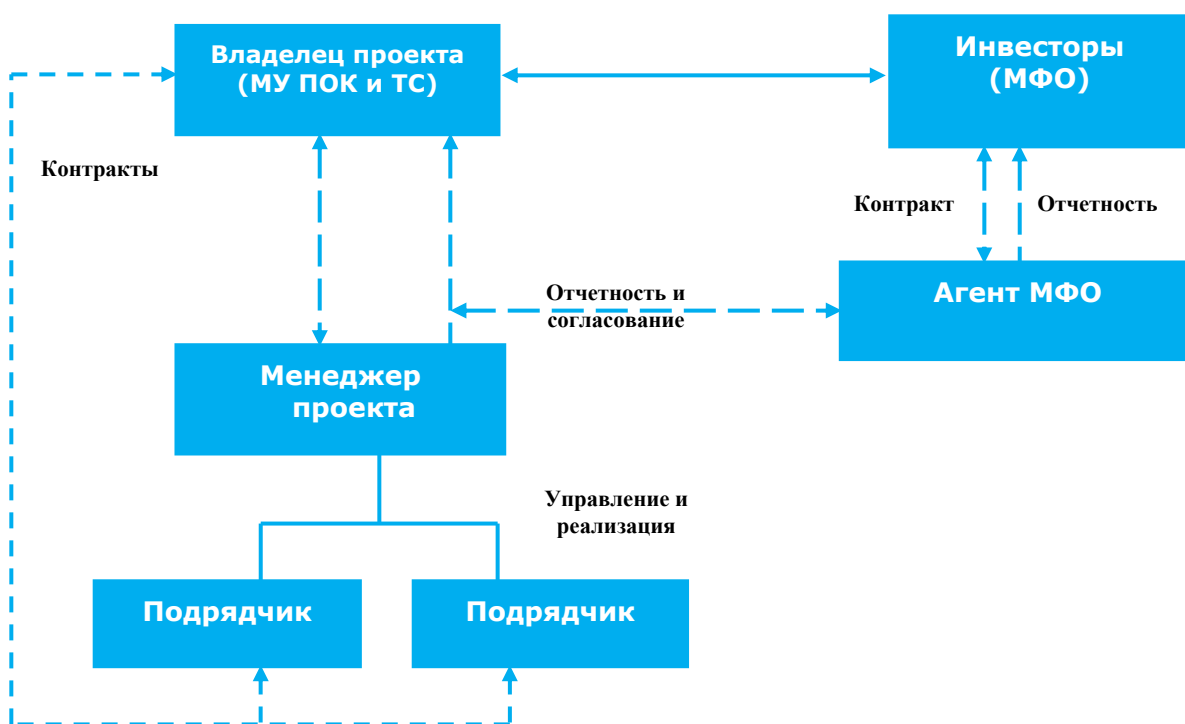 Владелец проекта
(МУ ПОК и ТС)
Инвесторы
(МФО)
Контракты
Контракт
Отчетность
Отчетность и
согласование
Агент МФО
Менеджер
проекта
Управление и
реализация
Подрядчик
Подрядчик